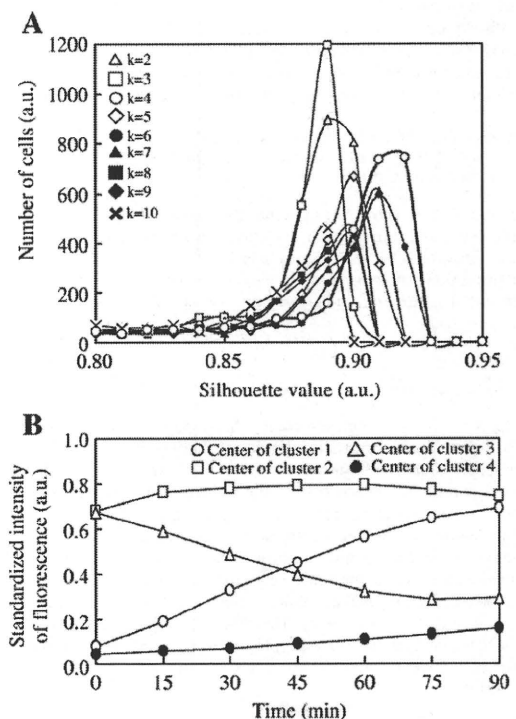 A
Number of cells (a.u.)
1200
1000
800
600
400
200
0
k=2
k=3
k=4
k=5
k=6
k=7
k=8
k=9
k=10
0.80
0.85
0.90
0.95
Silhouette value (a.u.)
B
Standardized intensity
of fluorescence (a.u.)
1.0
0.8
0.6
0.4
0.2
0.0
Center of cluster 1
Center of cluster 3
Center of cluster 2
Center of cluster 4
0
15
30
45
60
75
90
Time (min)